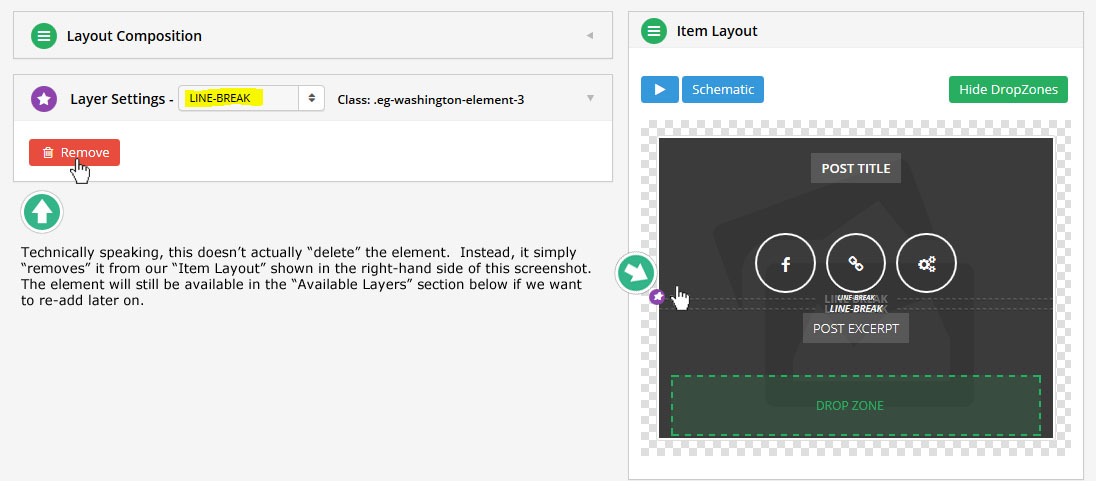 Layout Composition
Layer Settings - LINE-BREAK Class: .eg-washington-element-3
Remove
Technically speaking, this doesn’t actually “delete” the element. Instead, it simply
“removes” it from our “Item Layout” shown in the right-hand side of this screenshot.
The element will still be available in the “Available Layers” section below if we want
to re-add later on.
Item Layout
Schematic
Hide DropZones
POST TITLE
LINE-BREAK
LINE-BREAK
LINE-BREAK
POST EXCERPT
DROP ZONE